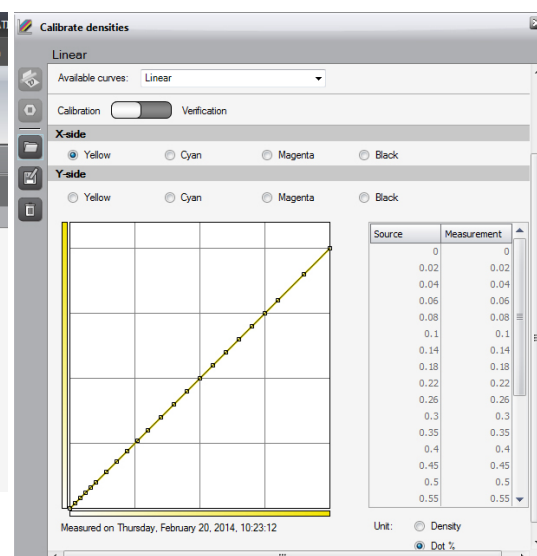 Calibrate densities
Linear
Available curves: Linear
Calibration Verification
X-side
Yellow Cyan Magenta Black
Y-side
Yellow Cyan Magenta Black
Source Measurement
0 0
0.02 0.02
0.04 0.04
0.06 0.06
0.08 0.08
0.1 0.1
0.14 0.14
0.18 0.18
0.22 0.22
0.26 0.26
0.3 0.3
0.35 0.35
0.4 0.4
0.45 0.45
0.5 0.5
0.55 0.55
Measured on Thursday, February 20, 2014, 10:23:12
Unit: Density
Dot %